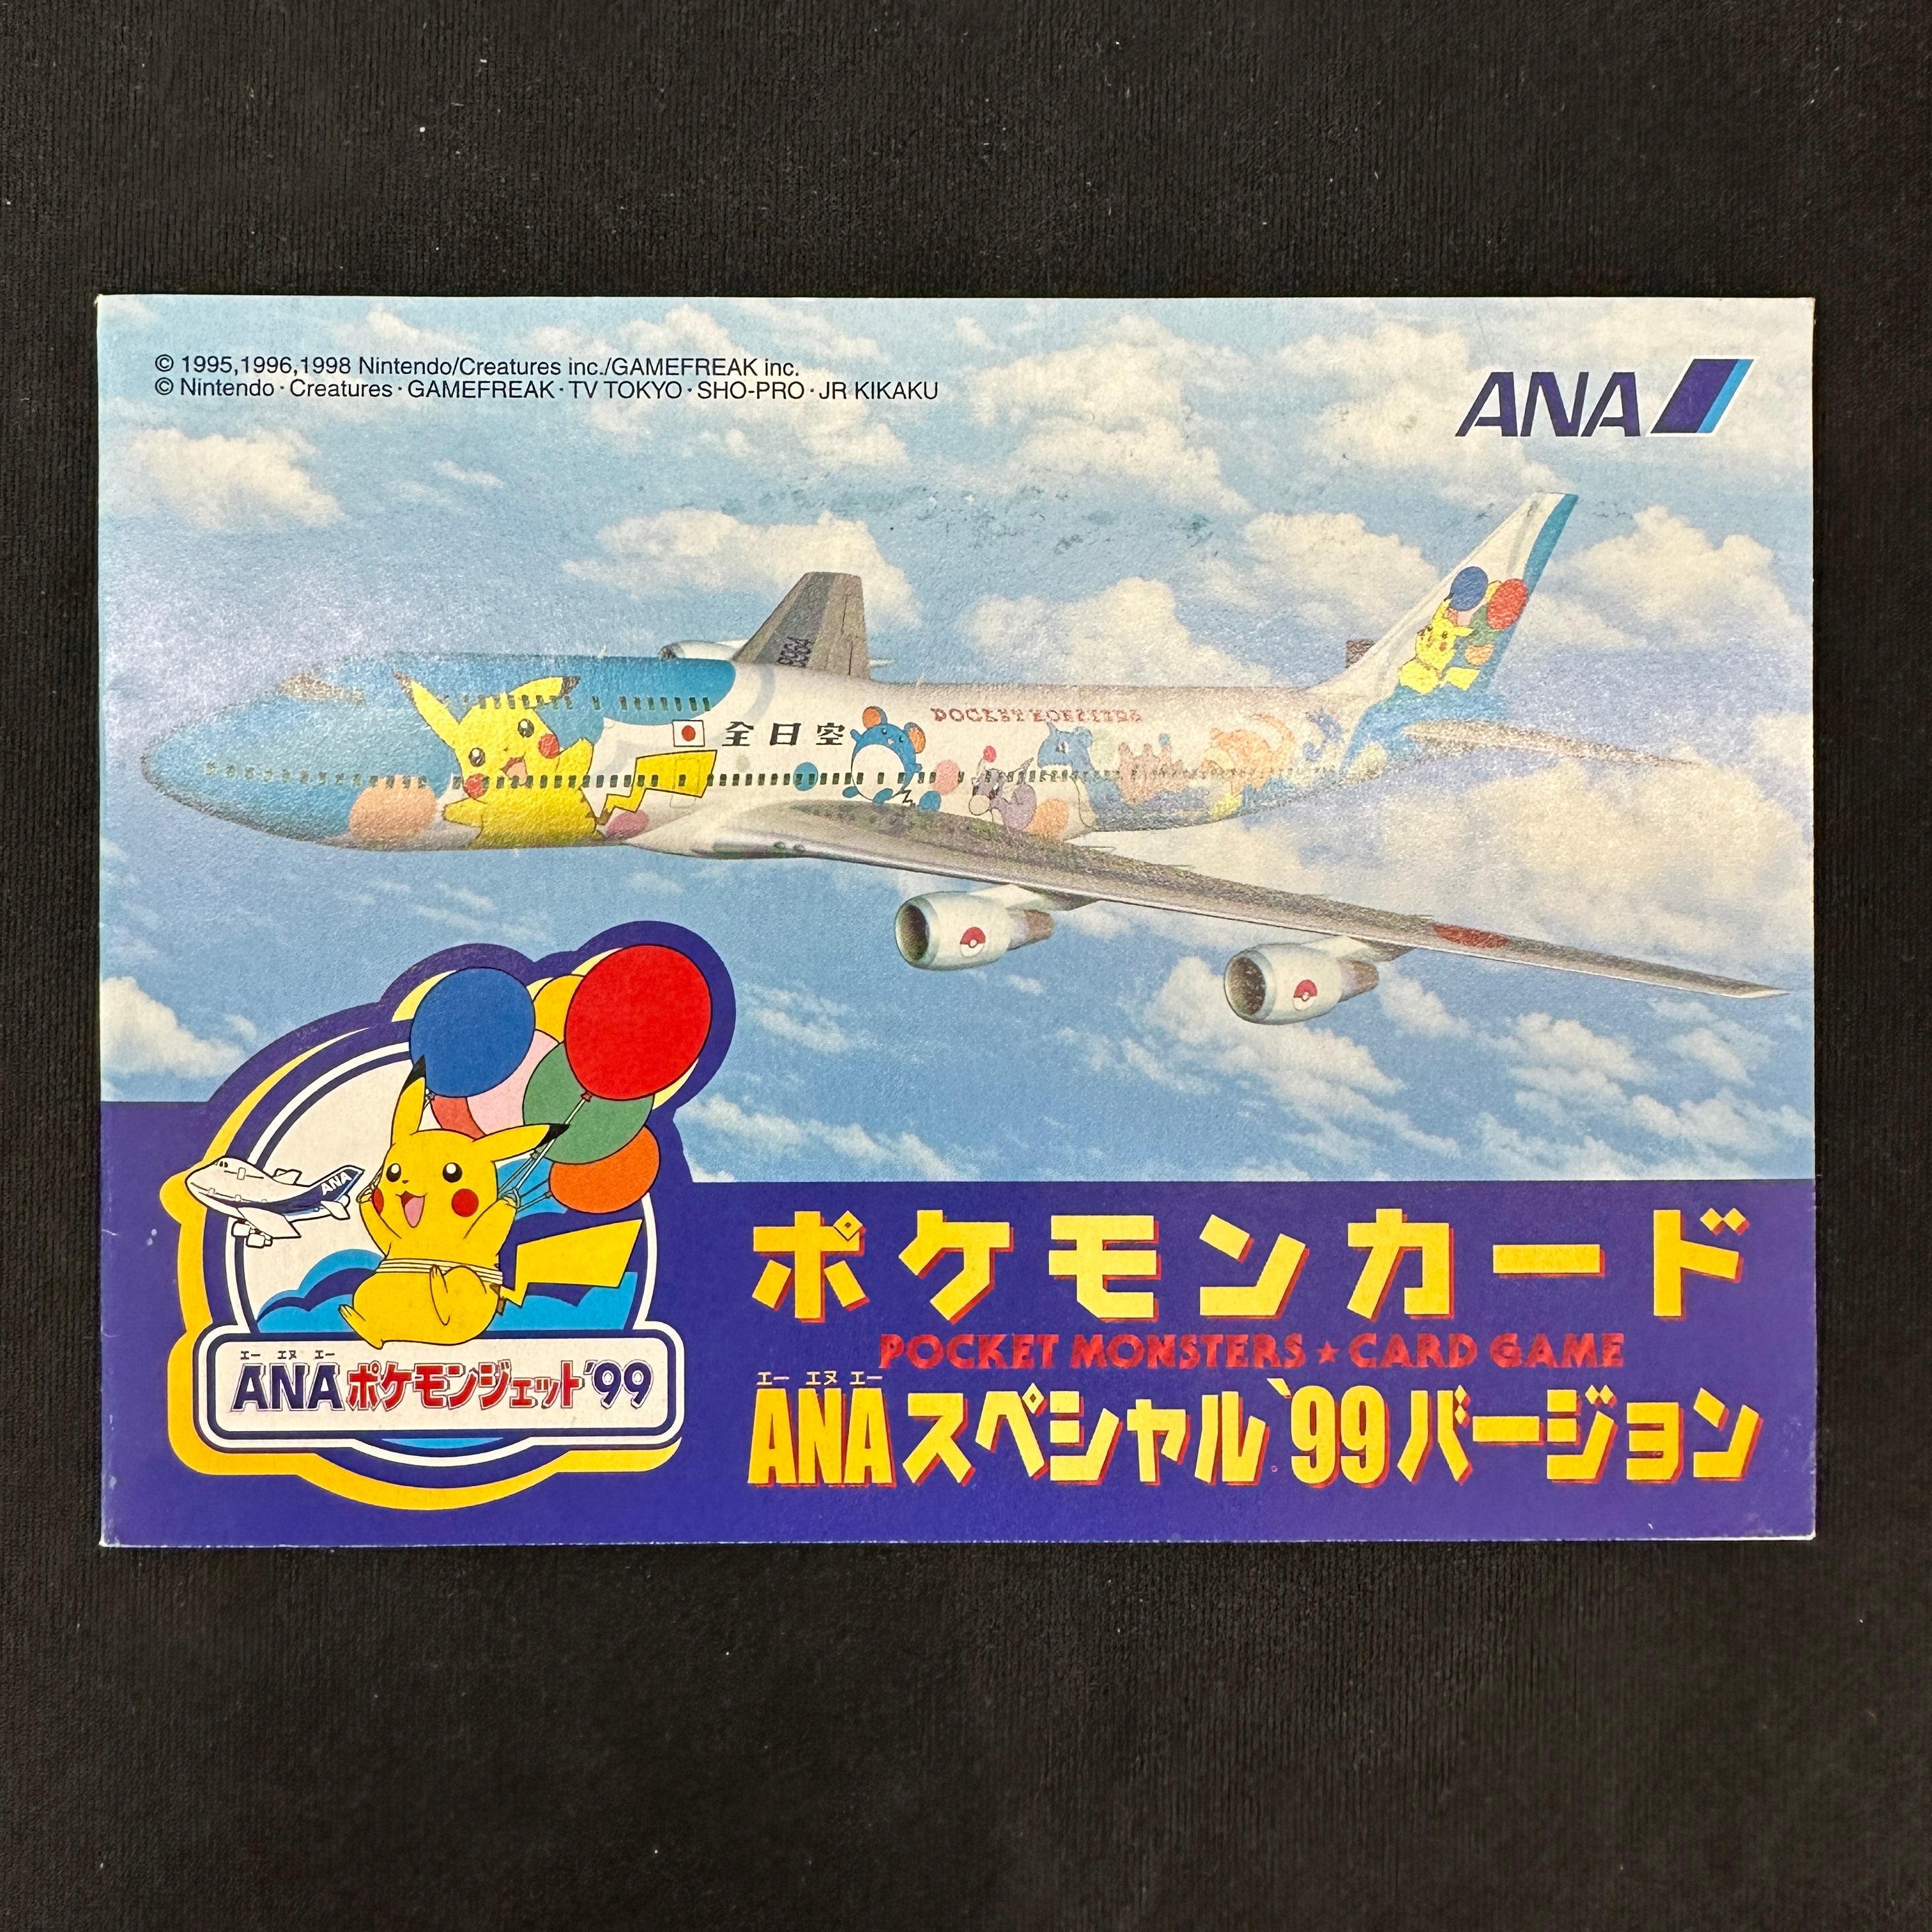 © 1995,1996,1998 Nintendo/Creatures inc./GAMEFREAK inc.
© Nintendo・Creatures・GAMEFREAK・TV TOKYO・SHO-PRO・JR KIKAKU
ANA
8964
全日空
POCKET MONSTERS
ANA
エー エヌ エー
ANAポケモンジェット'99
ポケモンカード
POCKET MONSTERS★CARD GAME
エー エヌ エー
ANAスペシャル`99バージョン